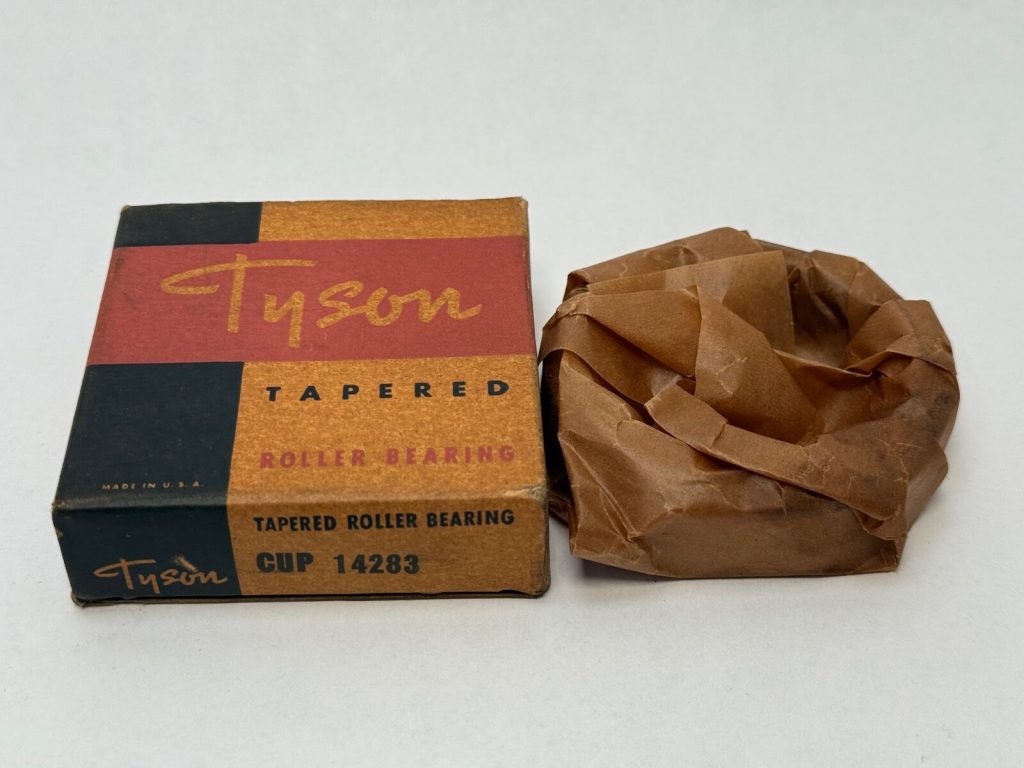 Tyson
TAPERED
ROLLER BEARING
MADE IN U.S.A.
TAPERED ROLLER BEARING
CUP 14283
Tyson